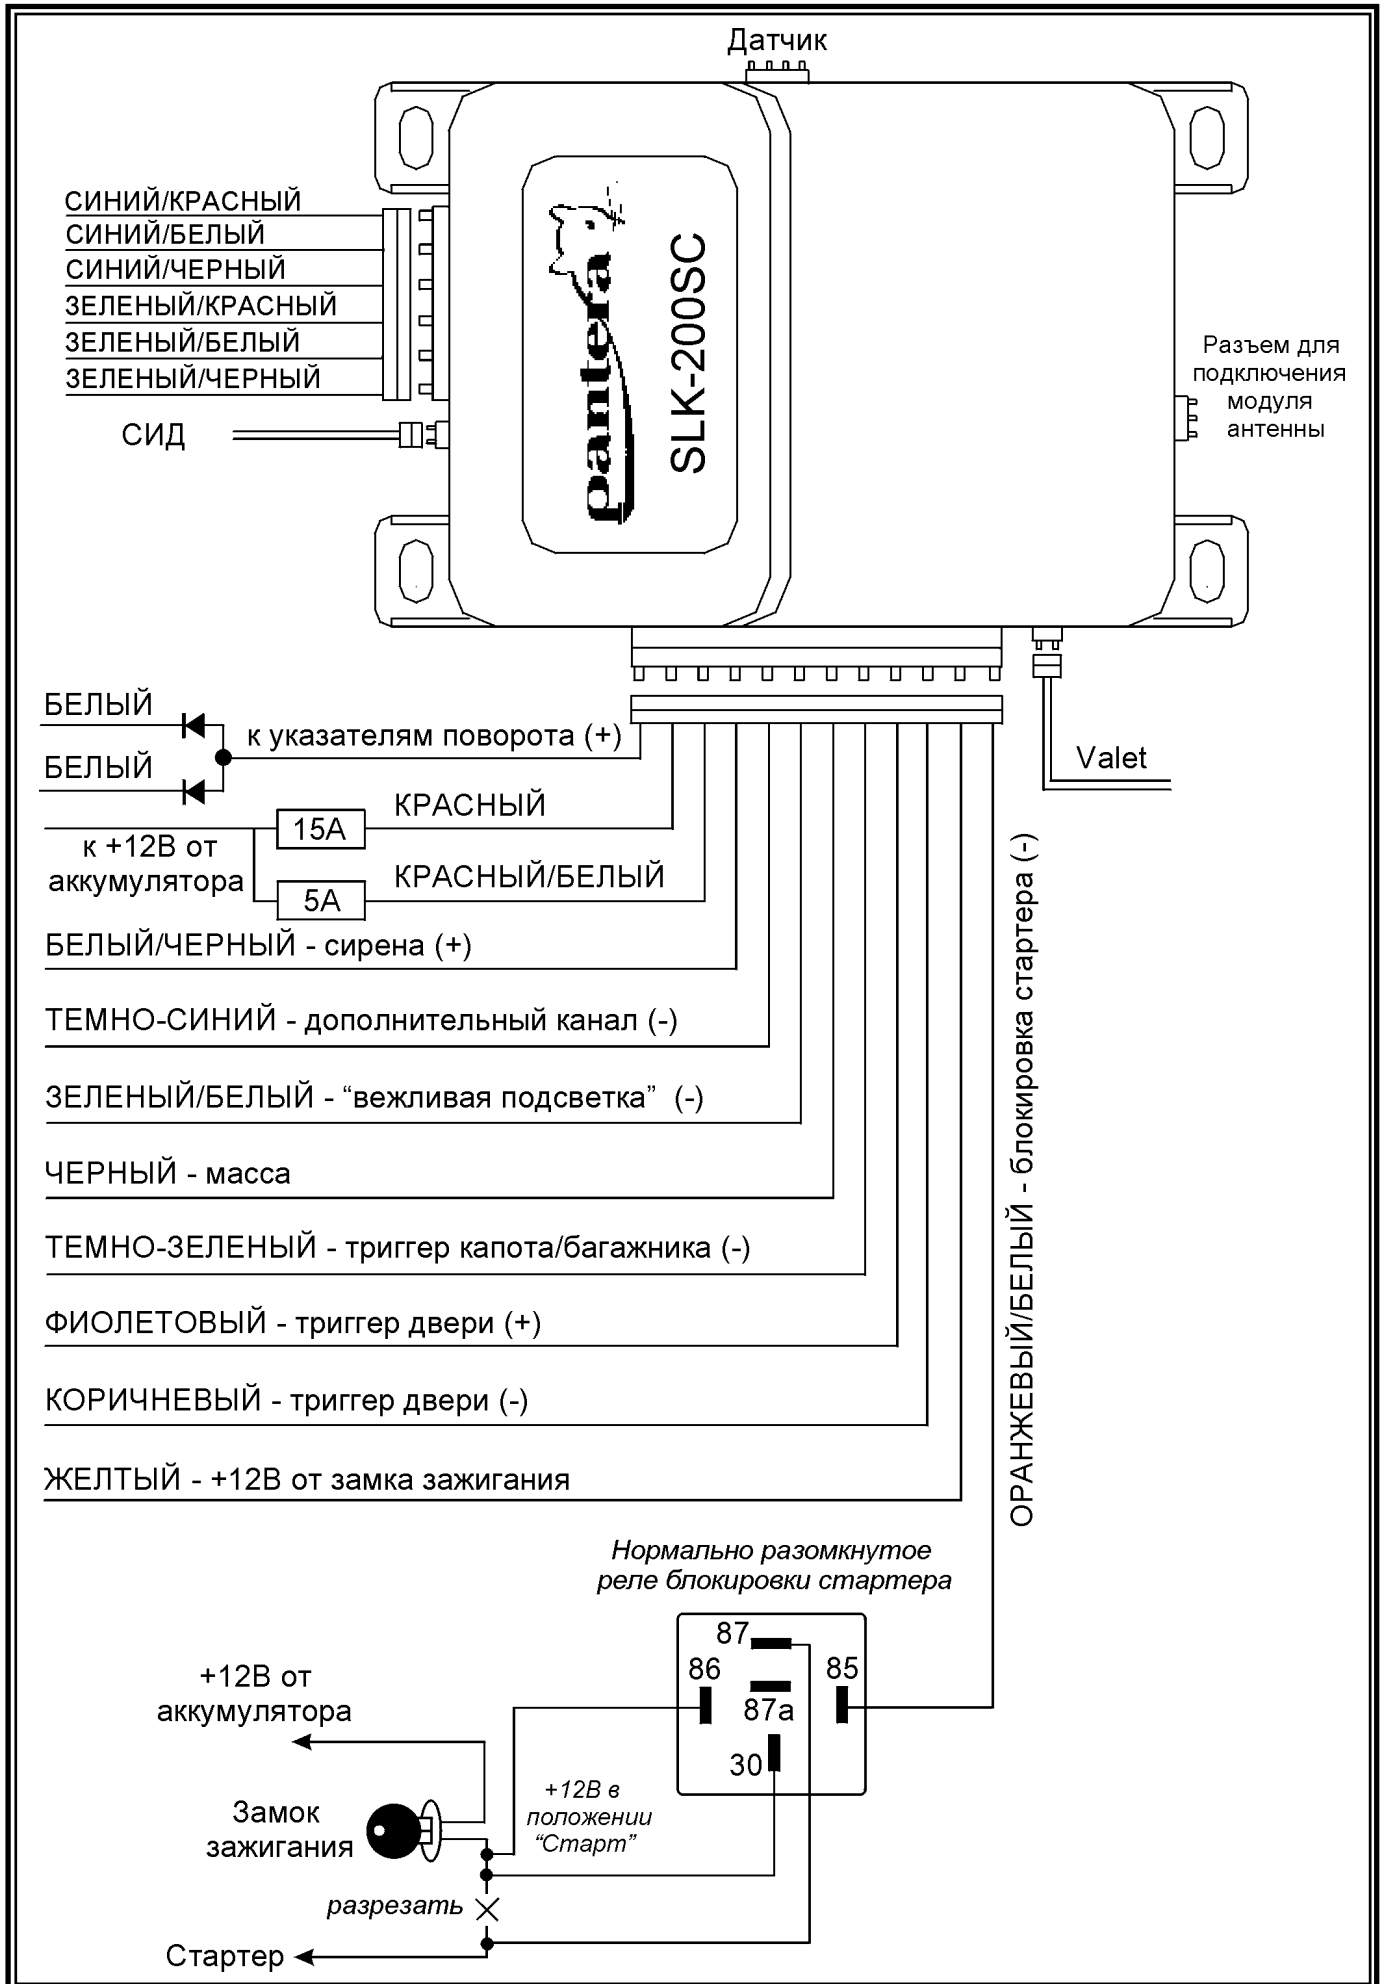 Датчик
СИНИЙ/КРАСНЫЙ
СИНИЙ/БЕЛЫЙ
СИНИЙ/ЧЕРНЫЙ
ЗЕЛЕНЫЙ/КРАСНЫЙ
ЗЕЛЕНЫЙ/БЕЛЫЙ
ЗЕЛЕНЫЙ/ЧЕРНЫЙ
СИД
pantera
SLK-200SC
Разъем для
подключения
модуля
антенны
БЕЛЫЙ
к указателям поворота (+)
БЕЛЫЙ
Valet
КРАСНЫЙ
15А
к +12В от
аккумулятора
КРАСНЫЙ/БЕЛЫЙ
5А
БЕЛЫЙ/ЧЕРНЫЙ - сирена (+)
ТЕМНО-СИНИЙ - дополнительный канал (-)
ЗЕЛЕНЫЙ/БЕЛЫЙ - “вежливая подсветка” (-)
ЧЕРНЫЙ - масса
ТЕМНО-ЗЕЛЕНЫЙ - триггер капота/багажника (-)
ФИОЛЕТОВЫЙ - триггер двери (+)
КОРИЧНЕВЫЙ - триггер двери (-)
ЖЕЛТЫЙ - +12В от замка зажигания
ОРАНЖЕВЫЙ/БЕЛЫЙ - блокировка стартера (-)
Нормально разомкнутое
реле блокировки стартера
87
86
85
87а
30
+12В от
аккумулятора
+12В в
положении
“Старт”
Замок
зажигания
разрезать
Стартер